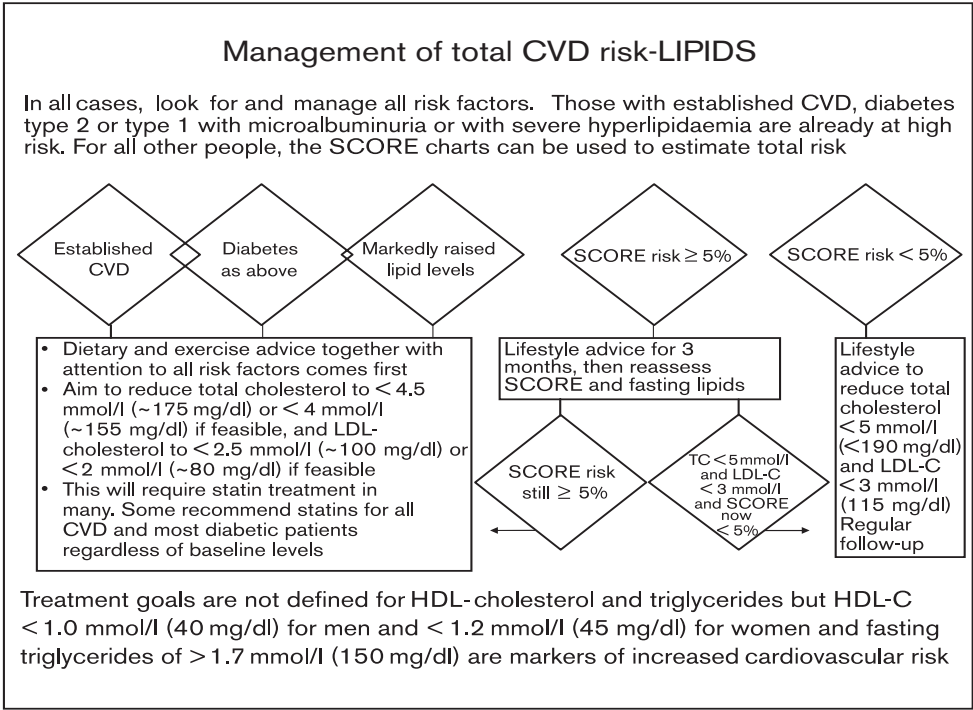 Management of total CVD risk-LIPIDS
In all cases, look for and manage all risk factors. Those with established CVD, diabetes
type 2 or type 1 with microalbuminuria or with severe hyperlipidaemia are already at high
risk. For all other people, the SCORE charts can be used to estimate total risk
Established
CVD
Diabetes
as above
Markedly raised
lipid levels
SCORE risk ≥ 5%
SCORE risk < 5%
• Dietary and exercise advice together with
attention to all risk factors comes first
• Aim to reduce total cholesterol to < 4.5
mmol/l (~175 mg/dl) or < 4 mmol/l
(~155 mg/dl) if feasible, and LDL-
cholesterol to < 2.5 mmol/l (~100 mg/dl) or
< 2 mmol/l (~80 mg/dl) if feasible
• This will require statin treatment in
many. Some recommend statins for all
CVD and most diabetic patients
regardless of baseline levels
Lifestyle advice for 3
months, then reassess
SCORE and fasting lipids
SCORE risk
still ≥ 5%
TC < 5 mmol/l
and LDL-C
< 3 mmol/l
and SCORE
now
< 5%
Lifestyle
advice to
reduce total
cholesterol
< 5 mmol/l
(<190 mg/dl)
and LDL-C
< 3 mmol/l
(115 mg/dl)
Regular
follow-up
Treatment goals are not defined for HDL-cholesterol and triglycerides but HDL-C
< 1.0 mmol/l (40 mg/dl) for men and < 1.2 mmol/l (45 mg/dl) for women and fasting
triglycerides of > 1.7 mmol/l (150 mg/dl) are markers of increased cardiovascular risk